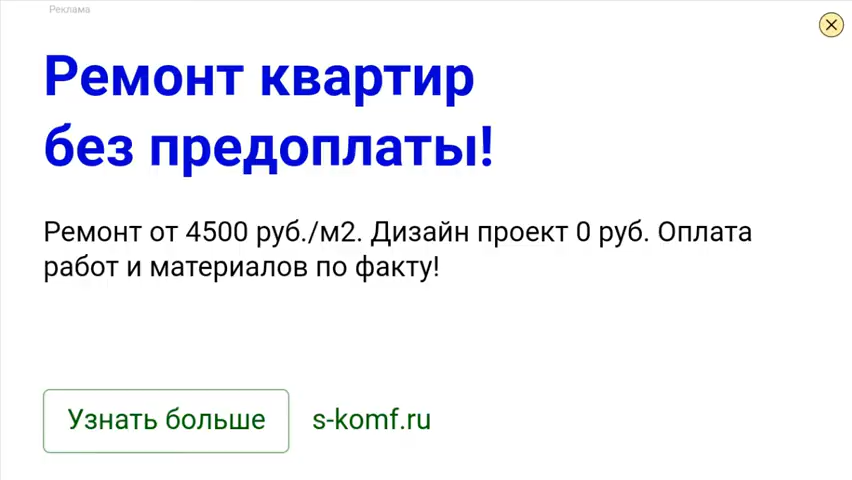 Реклама
Ремонт квартир
без предоплаты!
Ремонт от 4500 руб./м2. Дизайн проект 0 руб. Оплата
работ и материалов по факту!
Узнать больше
s-komf.ru